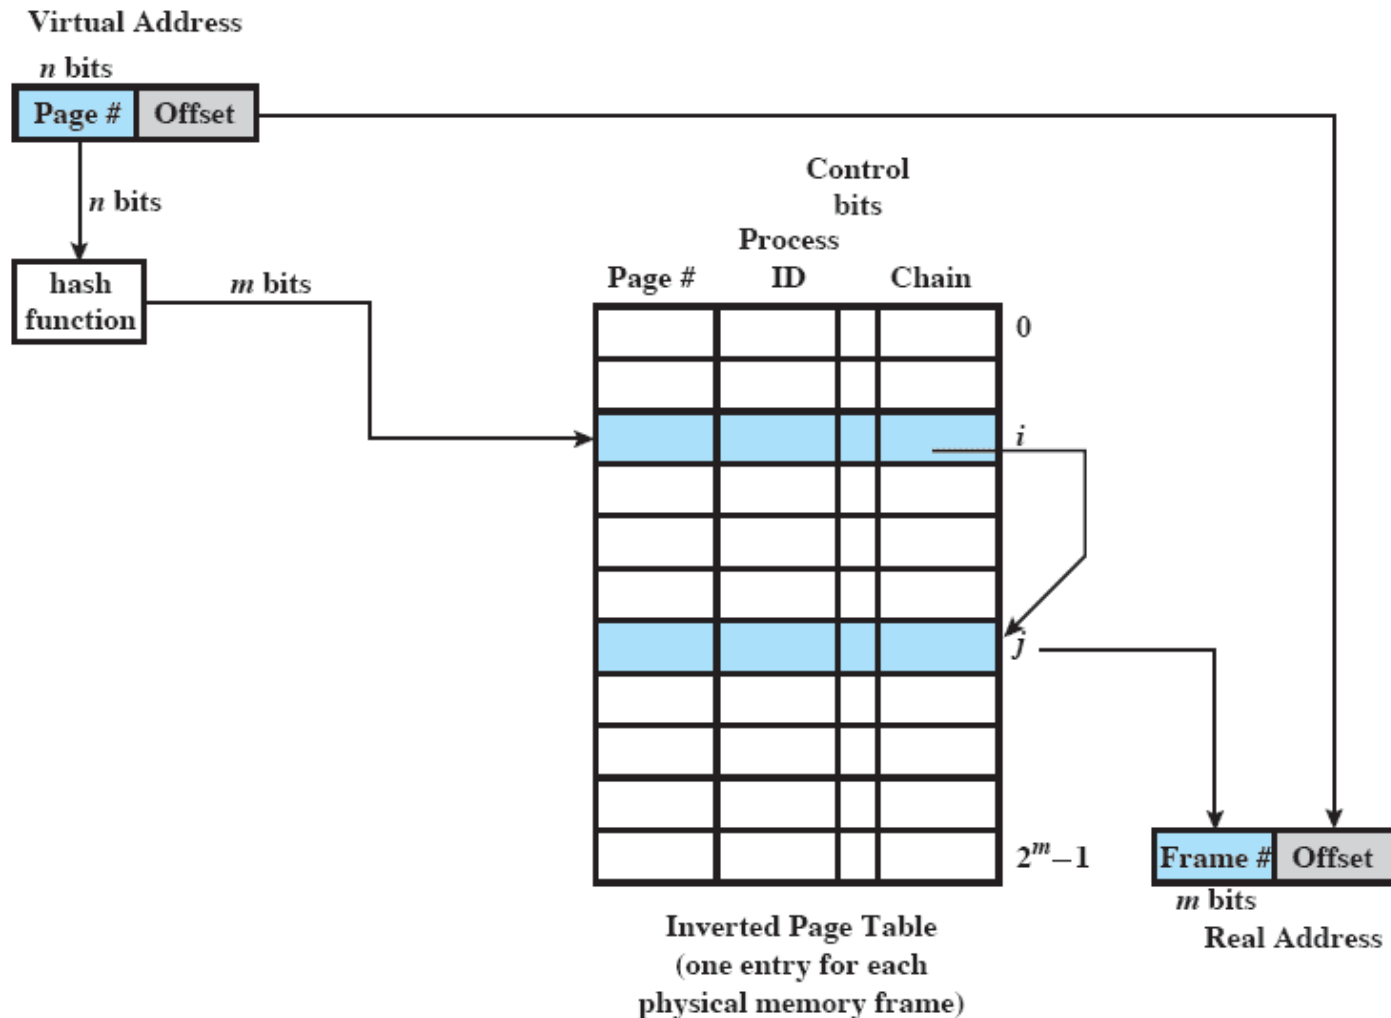 Virtual Address
n bits
Page # Offset
n bits
hash
function
m bits
Control
bits
Process
Page # ID Chain
0
i
j
2^m–1
Frame # Offset
m bits
Real Address
Inverted Page Table
(one entry for each
physical memory frame)